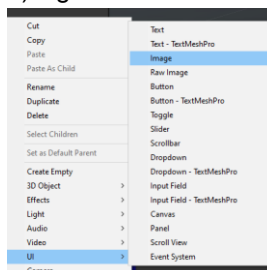 Cut
Copy
Paste
Paste As Child
Rename
Duplicate
Delete
Select Children
Set as Default Parent
Create Empty
3D Object >
Effects >
Light >
Audio >
Video >
UI >
Camera
Text
Text - TextMeshPro
Image
Raw Image
Button
Button - TextMeshPro
Toggle
Slider
Scrollbar
Dropdown
Dropdown - TextMeshPro
Input Field
Input Field - TextMeshPro
Canvas
Panel
Scroll View
Event System